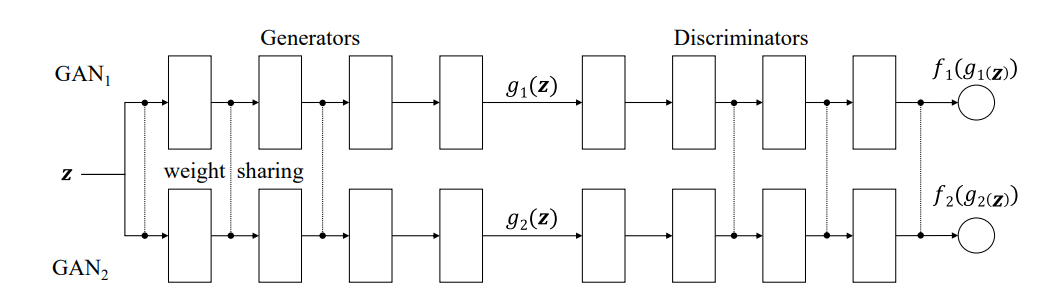 Generators
Discriminators
GAN₁
g₁(z)
f₁(g₁(z))
z
weight sharing
g₂(z)
f₂(g₂(z))
GAN₂